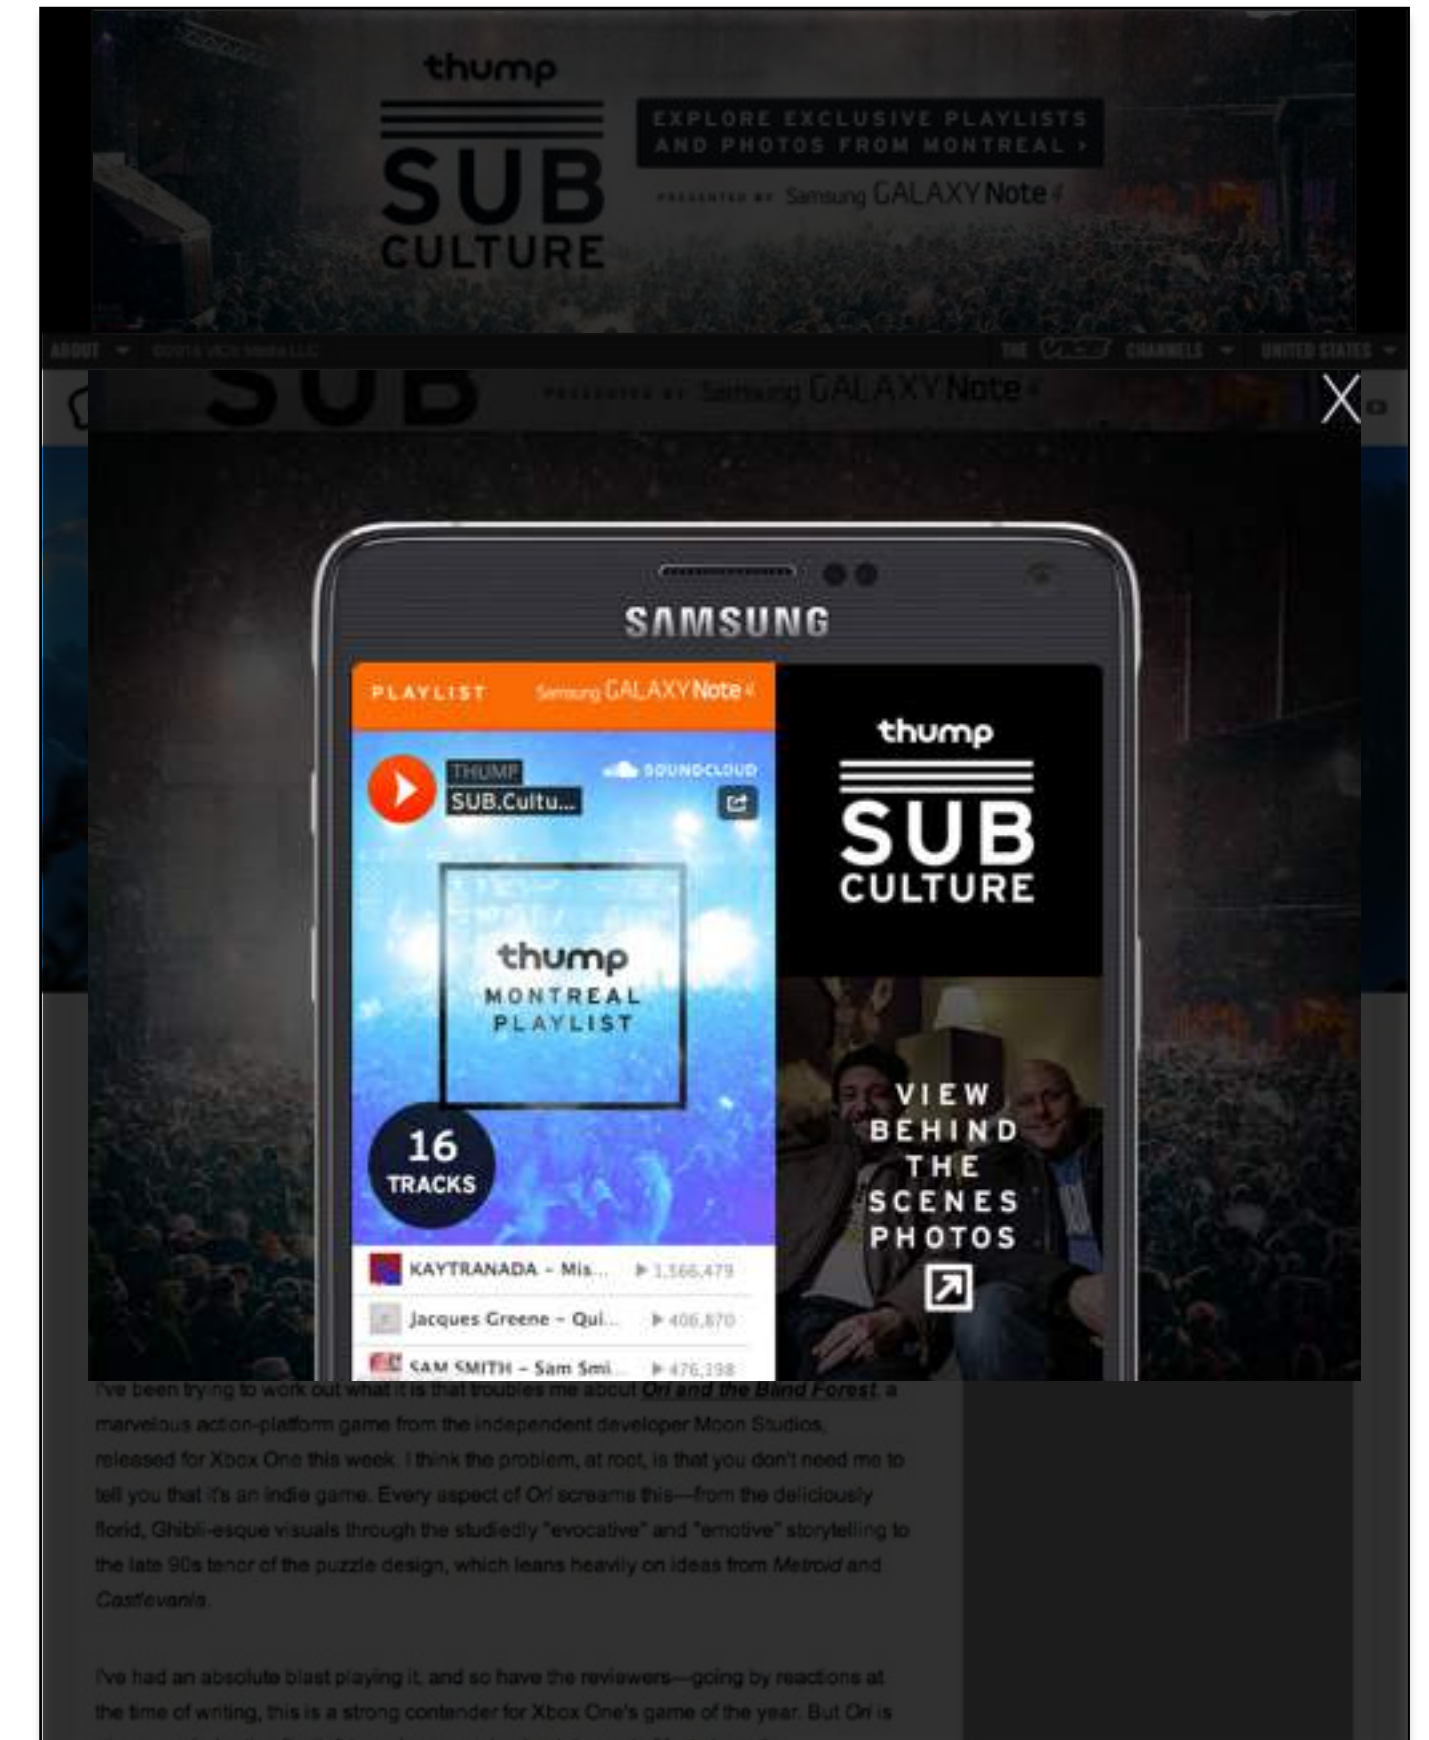 thump
SUB
CULTURE
EXPLORE EXCLUSIVE PLAYLISTS
AND PHOTOS FROM MONTREAL ›
PRESENTED BY Samsung GALAXY Note 4
ABOUT
©2015 VICE Media LLC
THE VICE CHANNELS
UNITED STATES
SUB
PRESENTED BY Samsung GALAXY Note 4
X
SAMSUNG
PLAYLIST Samsung GALAXY Note 4
THUMP
SUB.Cultu...
SOUNDCLOUD
thump
MONTREAL
PLAYLIST
16
TRACKS
KAYTRANADA - Mis... 1,566,479
Jacques Greene - Qui... 406,870
SAM SMITH - Sam Smi... 476,198
thump
SUB
CULTURE
VIEW
BEHIND
THE
SCENES
PHOTOS
I've been trying to work out what it is that troubles me about Ori and the Blind Forest, a
marvelous action-platform game from the independent developer Moon Studios,
released for Xbox One this week. I think the problem, at root, is that you don't need me to
tell you that it's an indie game. Every aspect of Ori screams this—from the deliciously
florid, Ghibli-esque visuals through the studiedly "evocative" and "emotive" storytelling to
the late 90s tenor of the puzzle design, which leans heavily on ideas from Metroid and
Castlevania.
I've had an absolute blast playing it, and so have the reviewers—going by reactions at
the time of writing, this is a strong contender for Xbox One's game of the year. But Ori is